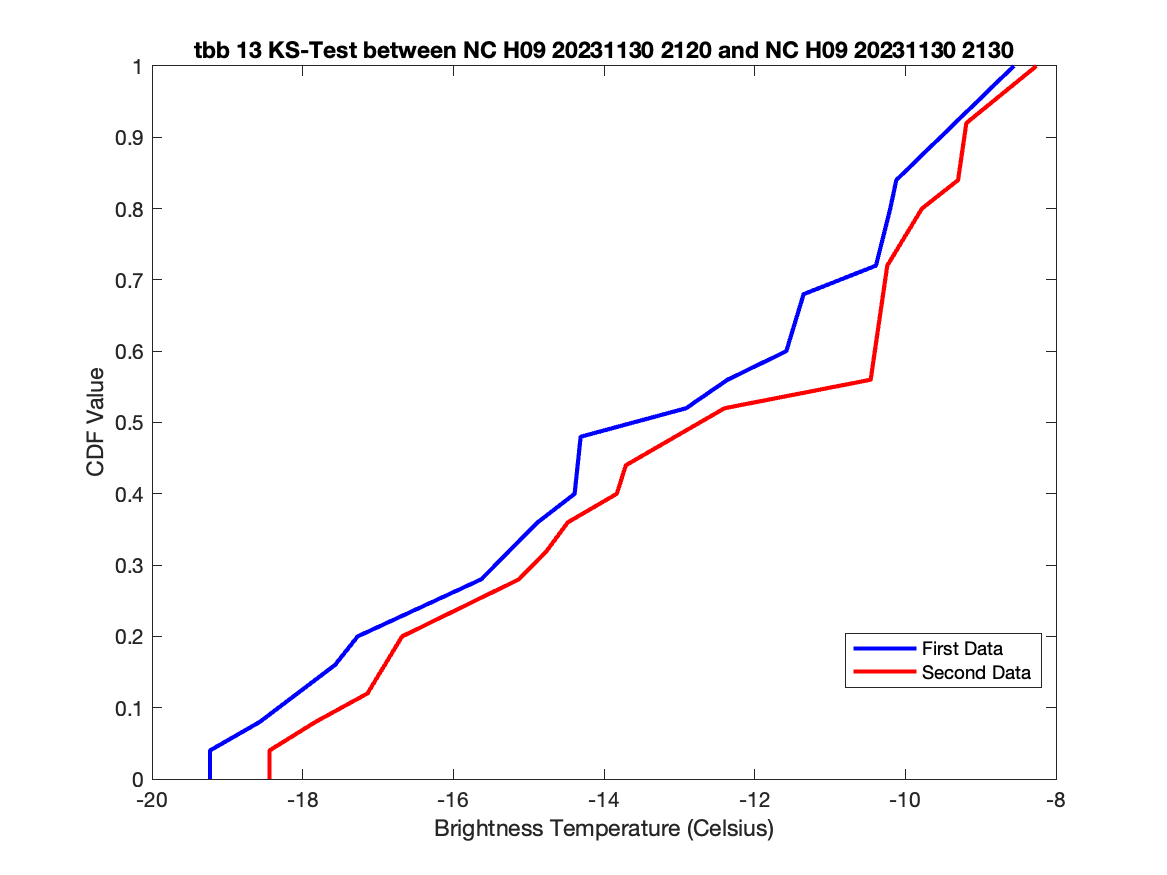 tbb 13 KS-Test between NC H09 20231130 2120 and NC H09 20231130 2130
1
0.9
0.8
0.7
0.6
0.5
0.4
0.3
0.2
0.1
0
CDF Value
First Data
Second Data
-20 -18 -16 -14 -12 -10 -8
Brightness Temperature (Celsius)